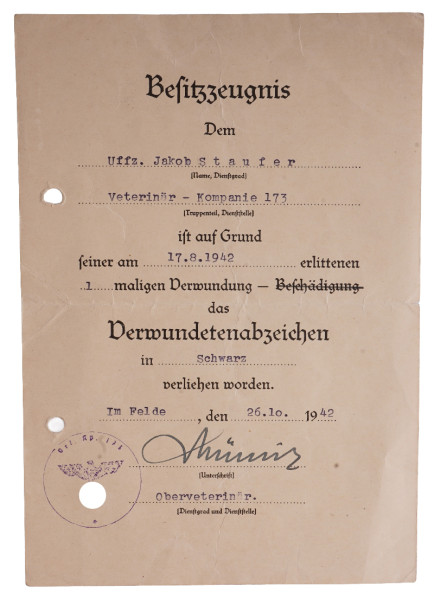 Besitzzeugnis
Dem
Uffz. Jakob Staufer
(Name, Dienstgrad)
Veterinär - Kompanie 173
(Truppenteil, Dienststelle)
ist auf Grund
seiner am 17.8.1942 erlittenen
1 maligen Verwundung – Beschädigung
das
Verwundetenabzeichen
in Schwarz
verliehen worden.
Im Felde, den 26.10. 1942
(Unterschrift)
Oberveterinär.
(Dienstgrad und Dienststelle)